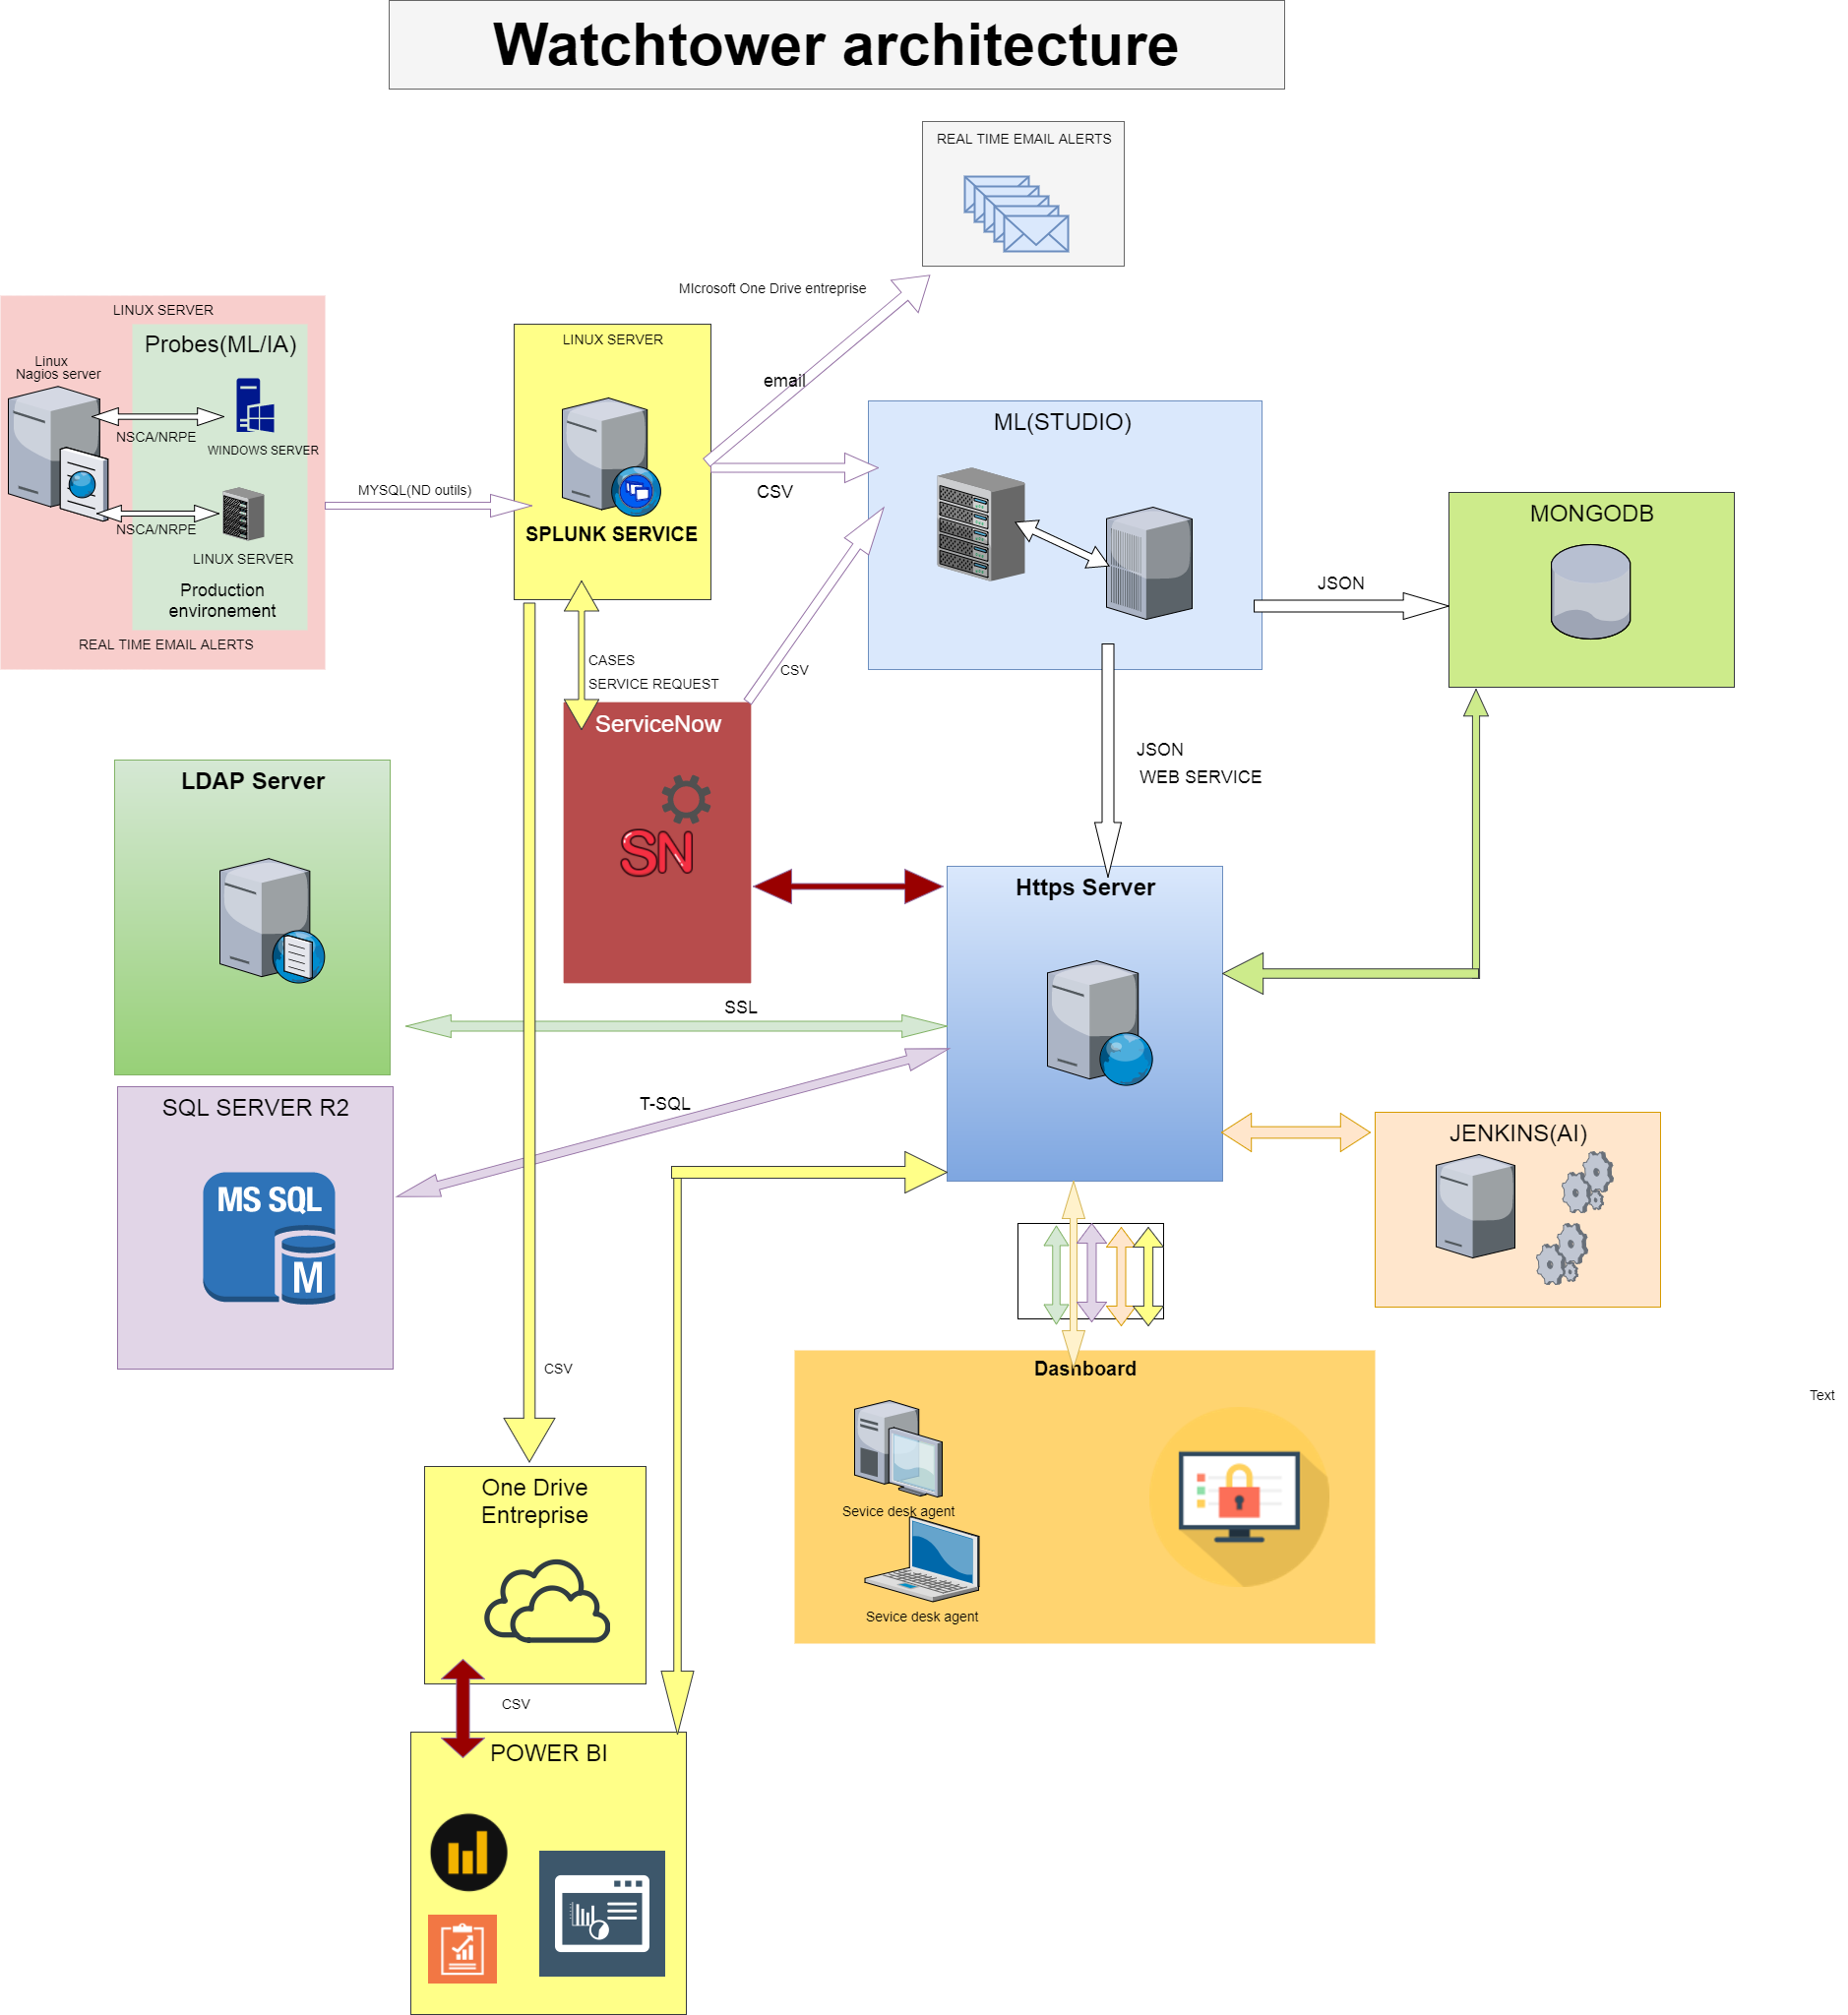 Watchtower architecture
REAL TIME EMAIL ALERTS
MIcrosoft One Drive entreprise
LINUX SERVER
Probes(ML/IA)
Linux
Nagios server
NSCA/NRPE
WINDOWS SERVER
NSCA/NRPE
LINUX SERVER
Production
environement
REAL TIME EMAIL ALERTS
MYSQL(ND outils)
LINUX SERVER
SPLUNK SERVICE
email
CSV
ML(STUDIO)
JSON
MONGODB
CASES
SERVICE REQUEST
CSV
ServiceNow
SN
JSON
WEB SERVICE
LDAP Server
Https Server
SSL
SQL SERVER R2
MS SQL
M
T-SQL
JENKINS(AI)
CSV
Dashboard
Sevice desk agent
Sevice desk agent
Text
One Drive
Entreprise
CSV
POWER BI